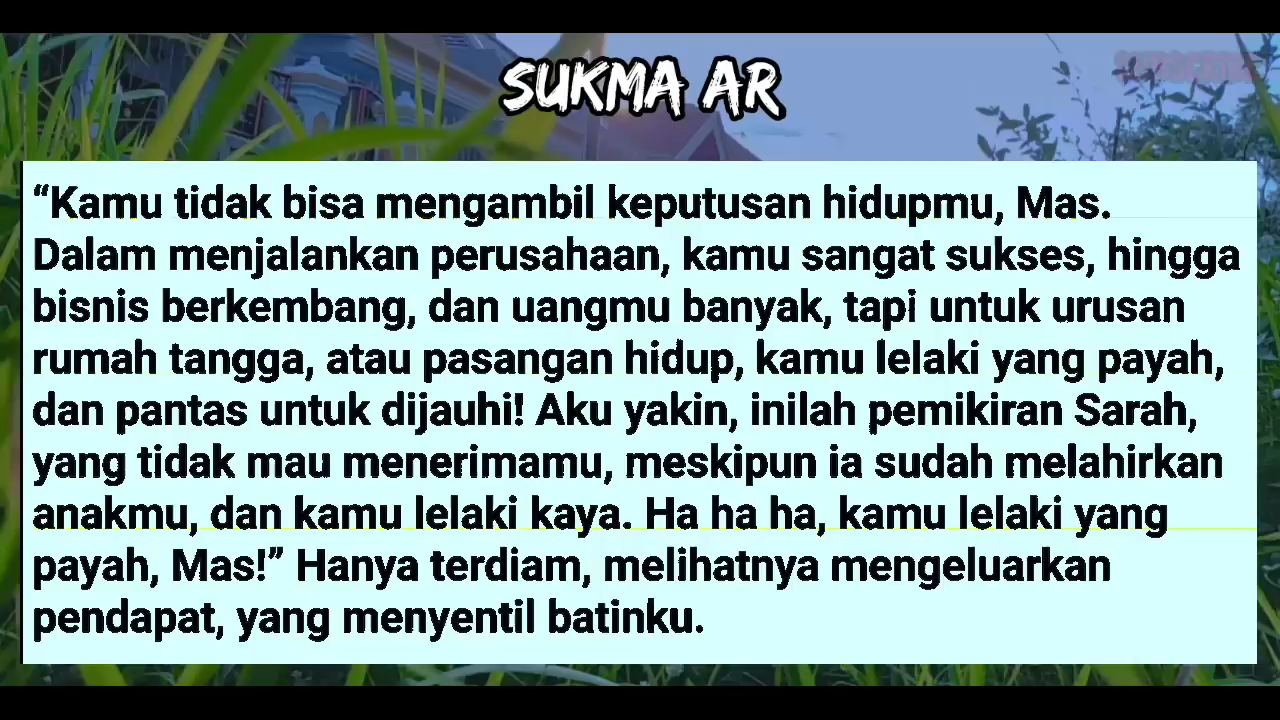 SUKMA AR
“Kamu tidak bisa mengambil keputusan hidupmu, Mas.
Dalam menjalankan perusahaan, kamu sangat sukses, hingga
bisnis berkembang, dan uangmu banyak, tapi untuk urusan
rumah tangga, atau pasangan hidup, kamu lelaki yang payah,
dan pantas untuk dijauhi! Aku yakin, inilah pemikiran Sarah,
yang tidak mau menerimamu, meskipun ia sudah melahirkan
anakmu, dan kamu lelaki kaya. Ha ha ha, kamu lelaki yang
payah, Mas!” Hanya terdiam, melihatnya mengeluarkan
pendapat, yang menyentil batinku.